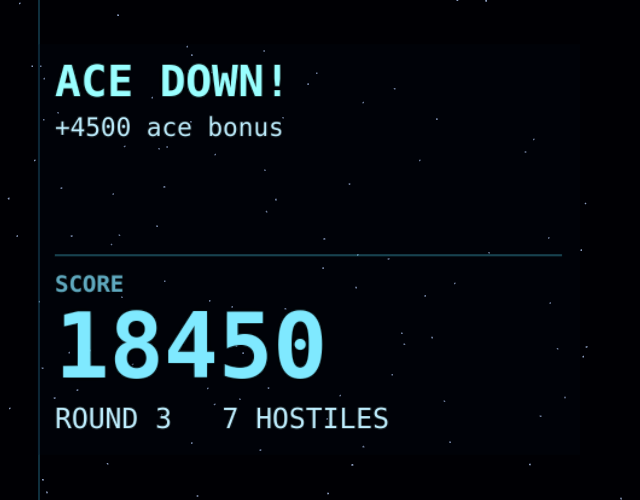 ACE DOWN!
+4500 ace bonus
SCORE
18450
ROUND 3   7 HOSTILES